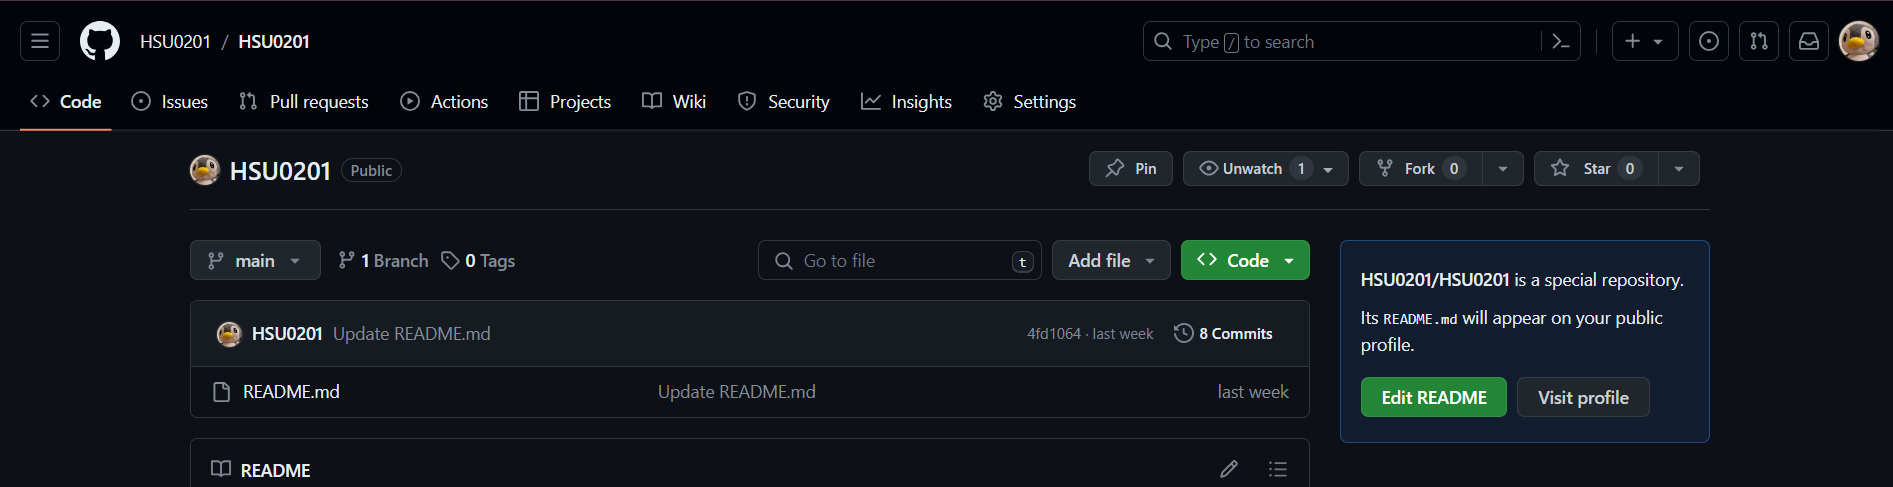 HSU0201 / HSU0201
Type / to search
Code Issues Pull requests Actions Projects Wiki Security Insights Settings
HSU0201 Public
Pin Unwatch 1 Fork 0 Star 0
main 1 Branch 0 Tags Go to file t Add file Code
HSU0201 Update README.md 4fd1064 · last week 8 Commits
README.md Update README.md last week
README
HSU0201/HSU0201 is a special repository.
Its README.md will appear on your public
profile.
Edit README Visit profile